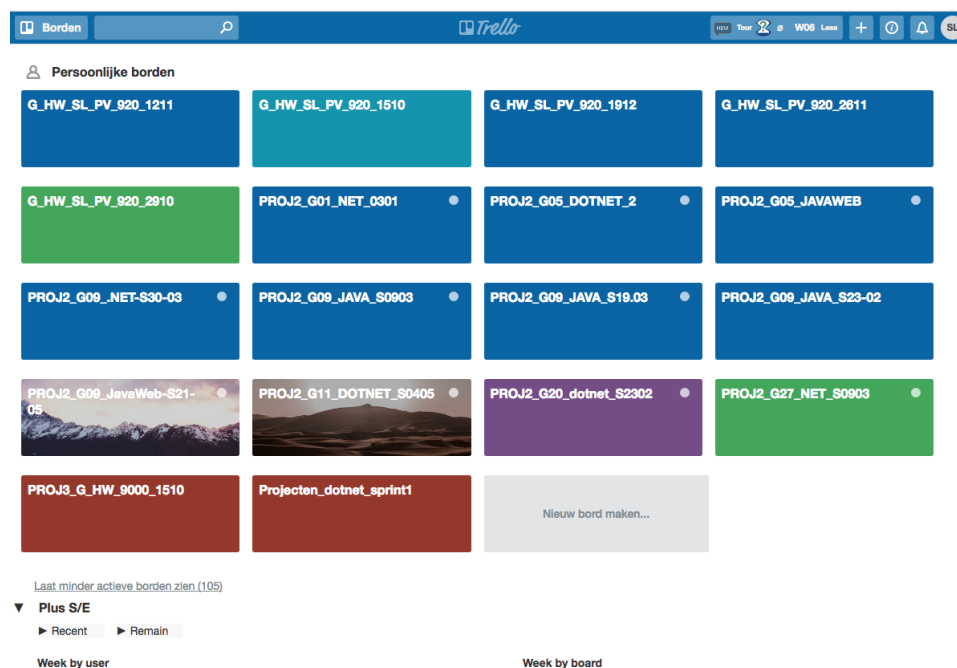 Borden
Trello
NEW Tour ø W06 Less
SL
Persoonlijke borden
G_HW_SL_PV_920_1211
G_HW_SL_PV_920_1510
G_HW_SL_PV_920_1912
G_HW_SL_PV_920_2611
G_HW_SL_PV_920_2910
PROJ2_G01_NET_0301
PROJ2_G05_DOTNET_2
PROJ2_G05_JAVAWEB
PROJ2_G09_.NET-S30-03
PROJ2_G09_JAVA_S0903
PROJ2_G09_JAVA_S19.03
PROJ2_G09_JAVA_S23-02
PROJ2_G09_JavaWeb-S21-
05
PROJ2_G11_DOTNET_S0405
PROJ2_G20_dotnet_S2302
PROJ2_G27_NET_S0903
PROJ3_G_HW_9000_1510
Projecten_dotnet_sprint1
Nieuw bord maken...
Laat minder actieve borden zien (105)
▼ Plus S/E
► Recent ► Remain
Week by user
Week by board